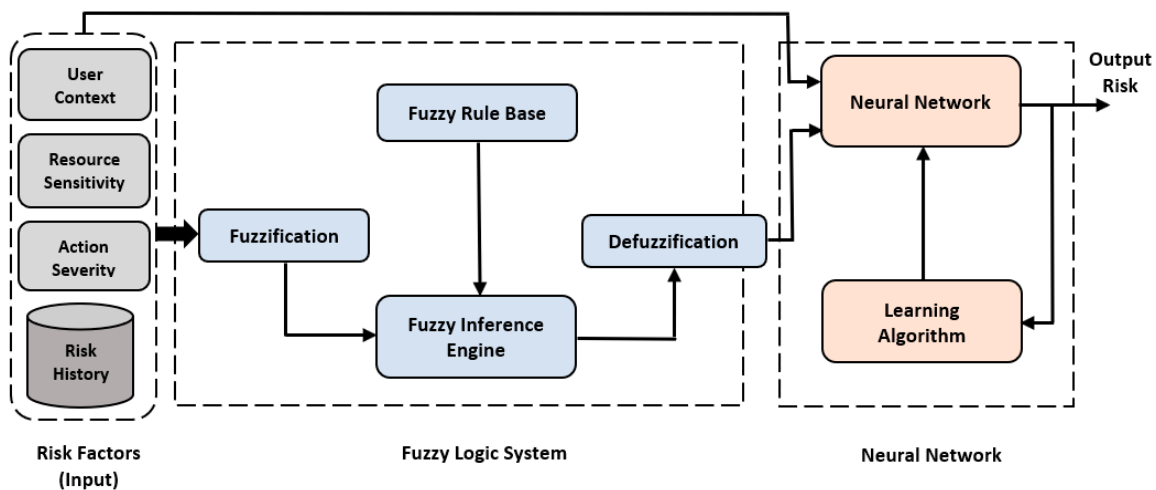 User
Context
Resource
Sensitivity
Action
Severity
Risk
History
Risk Factors
(Input)
Fuzzy Rule Base
Fuzzification
Fuzzy Inference
Engine
Defuzzification
Fuzzy Logic System
Neural Network
Learning
Algorithm
Neural Network
Output
Risk